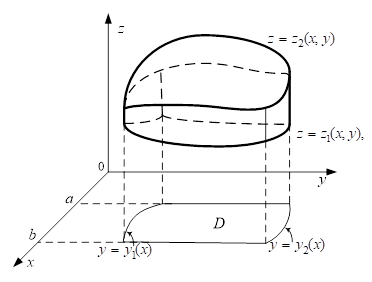 z
z = z₂(x, y)
z = z₁(x, y),
0
y
a
D
b
y = y₁(x)
y = y₂(x)
x